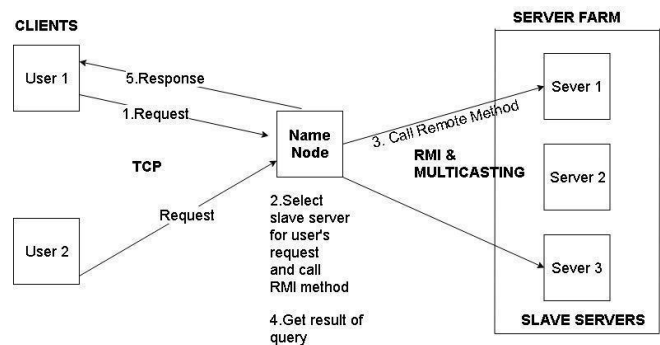 CLIENTS
SERVER FARM
User 1
5.Response
1.Request
Name
Node
3. Call Remote Method
Sever 1
TCP
RMI &
MULTICASTING
Server 2
Request
2.Select
slave server
for user's
request
and call
RMI method
User 2
Sever 3
4.Get result of
query
SLAVE SERVERS